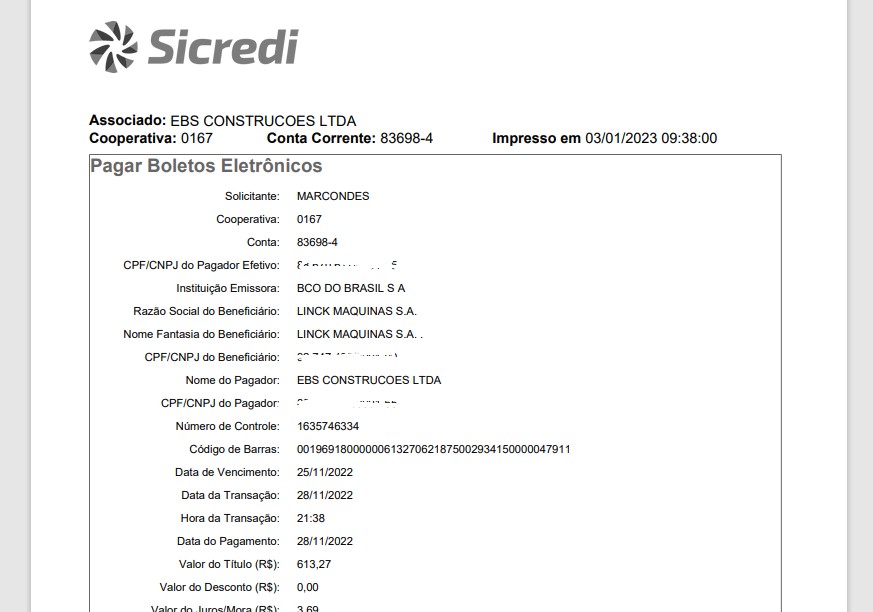 Sicredi
Associado: EBS CONSTRUCOES LTDA
Cooperativa: 0167 Conta Corrente: 83698-4 Impresso em 03/01/2023 09:38:00
Pagar Boletos Eletrônicos
Solicitante: MARCONDES
Cooperativa: 0167
Conta: 83698-4
CPF/CNPJ do Pagador Efetivo:
Instituição Emissora: BCO DO BRASIL S A
Razão Social do Beneficiário: LINCK MAQUINAS S.A.
Nome Fantasia do Beneficiário: LINCK MAQUINAS S.A. .
CPF/CNPJ do Beneficiário:
Nome do Pagador: EBS CONSTRUCOES LTDA
CPF/CNPJ do Pagador:
Número de Controle: 1635746334
Código de Barras: 00196918000000613270621875002934150000047911
Data de Vencimento: 25/11/2022
Data da Transação: 28/11/2022
Hora da Transação: 21:38
Data do Pagamento: 28/11/2022
Valor do Título (R$): 613,27
Valor do Desconto (R$): 0,00
Valor do Juros/Mora (R$): 3,69